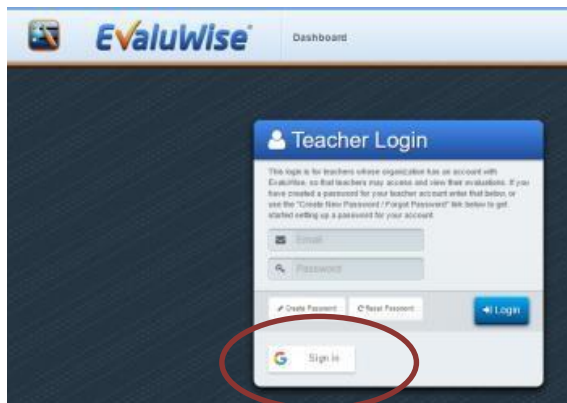 EvaluWise
Dashboard
Teacher Login
This login is for teachers whose organization has an account with
EvaluWise, so that teachers may access and view their evaluations. If you
have created a password for your teacher account enter that below, or
use the "Create New Password / Forgot Password" link below to get
started setting up a password for your account.
Email
Password
Create Password
Reset Password
Login
Sign in